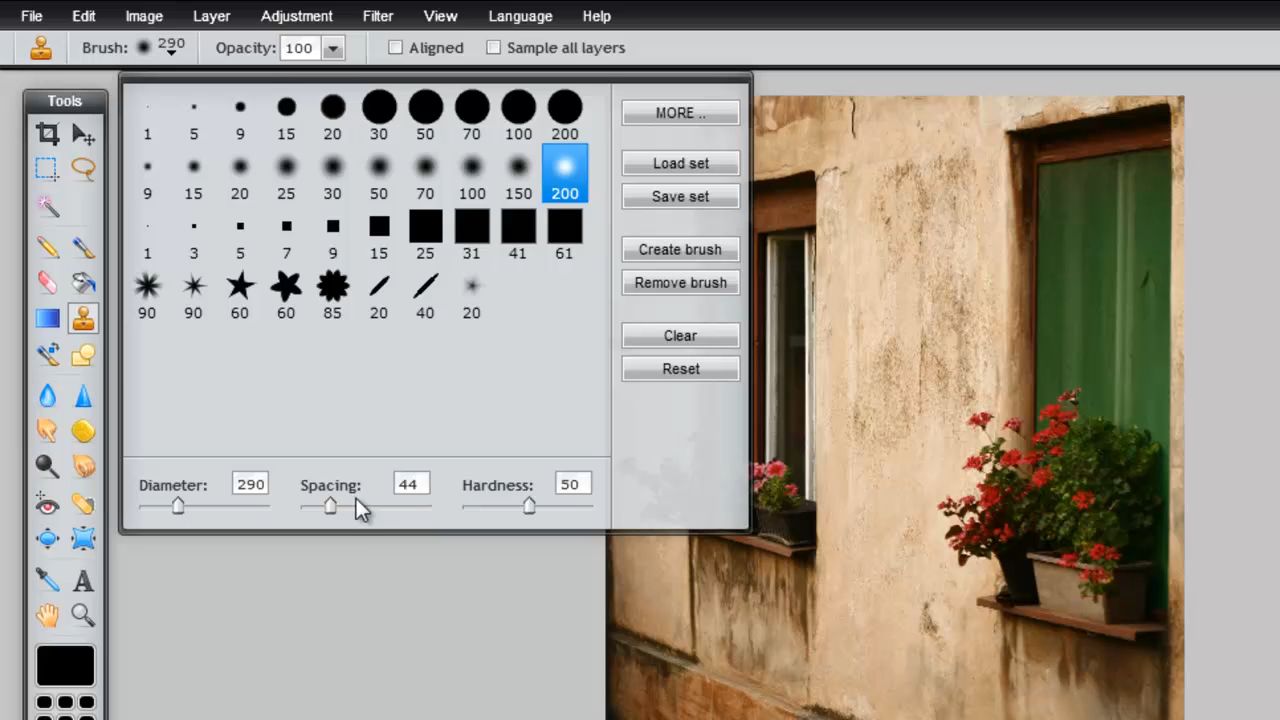 File Edit Image Layer Adjustment Filter View Language Help
Brush: 290 Opacity: 100 Aligned Sample all layers
Tools
1 5 9 15 20 30 50 70 100 200
9 15 20 25 30 50 70 100 150 200
1 3 5 7 9 15 25 31 41 61
90 90 60 60 85 20 40 20
MORE ..
Load set
Save set
Create brush
Remove brush
Clear
Reset
Diameter: 290 Spacing: 44 Hardness: 50
A